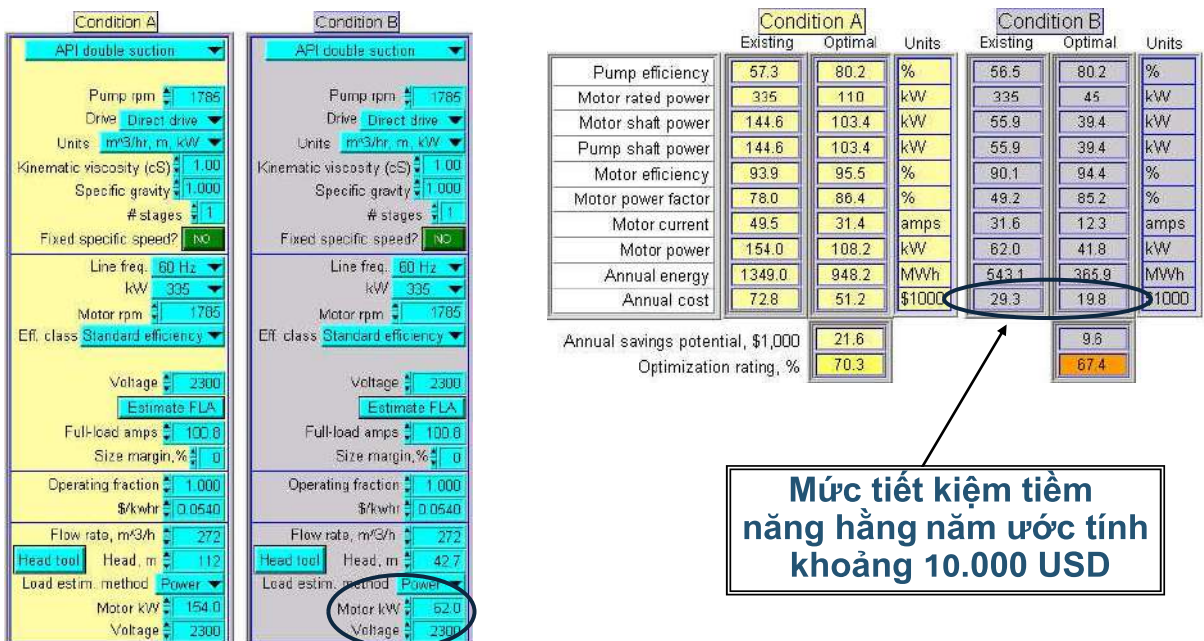 Condition A
API double suction
Pump rpm 1785
Drive Direct drive
Units m^3/hr, m, kW
Kinematic viscosity (cS) 1.00
Specific gravity 1.000
# stages 1
Fixed specific speed? NO
Line freq. 60 Hz
kW 335
Motor rpm 1785
Eff. class Standard efficiency
Voltage 2300
Estimate FLA
Full-load amps 100.8
Size margin, % 0
Operating fraction 1.000
$/kwhr 0.0540
Flow rate, m^3/h 272
Head tool Head, m 112
Load estim. method Power
Motor kW 154.0
Voltage 2300
Condition B
API double suction
Pump rpm 1785
Drive Direct drive
Units m^3/hr, m, kW
Kinematic viscosity (cS) 1.00
Specific gravity 1.000
# stages 1
Fixed specific speed? NO
Line freq. 60 Hz
kW 335
Motor rpm 1785
Eff. class Standard efficiency
Voltage 2300
Estimate FLA
Full-load amps 100.8
Size margin, % 0
Operating fraction 1.000
$/kwhr 0.0540
Flow rate, m^3/h 272
Head tool Head, m 42.7
Load estim. method Power
Motor kW 62.0
Voltage 2300
Condition A Condition B
Existing Optimal Units Existing Optimal Units
Pump efficiency 57.3 80.2 % 56.5 80.2 %
Motor rated power 335 110 kW 335 45 kW
Motor shaft power 144.6 103.4 kW 55.9 39.4 kW
Pump shaft power 144.6 103.4 kW 55.9 39.4 kW
Motor efficiency 93.9 95.5 % 90.1 94.4 %
Motor power factor 78.0 86.4 % 49.2 85.2 %
Motor current 49.5 31.4 amps 31.6 12.3 amps
Motor power 154.0 108.2 kW 62.0 41.8 kW
Annual energy 1349.0 948.2 MWh 543.1 365.9 MWh
Annual cost 72.8 51.2 $1000 29.3 19.8 $1000
Annual savings potential, $1,000 21.6 9.6
Optimization rating, % 70.3 67.4
Mức tiết kiệm tiềm
năng hằng năm ước tính
khoảng 10.000 USD